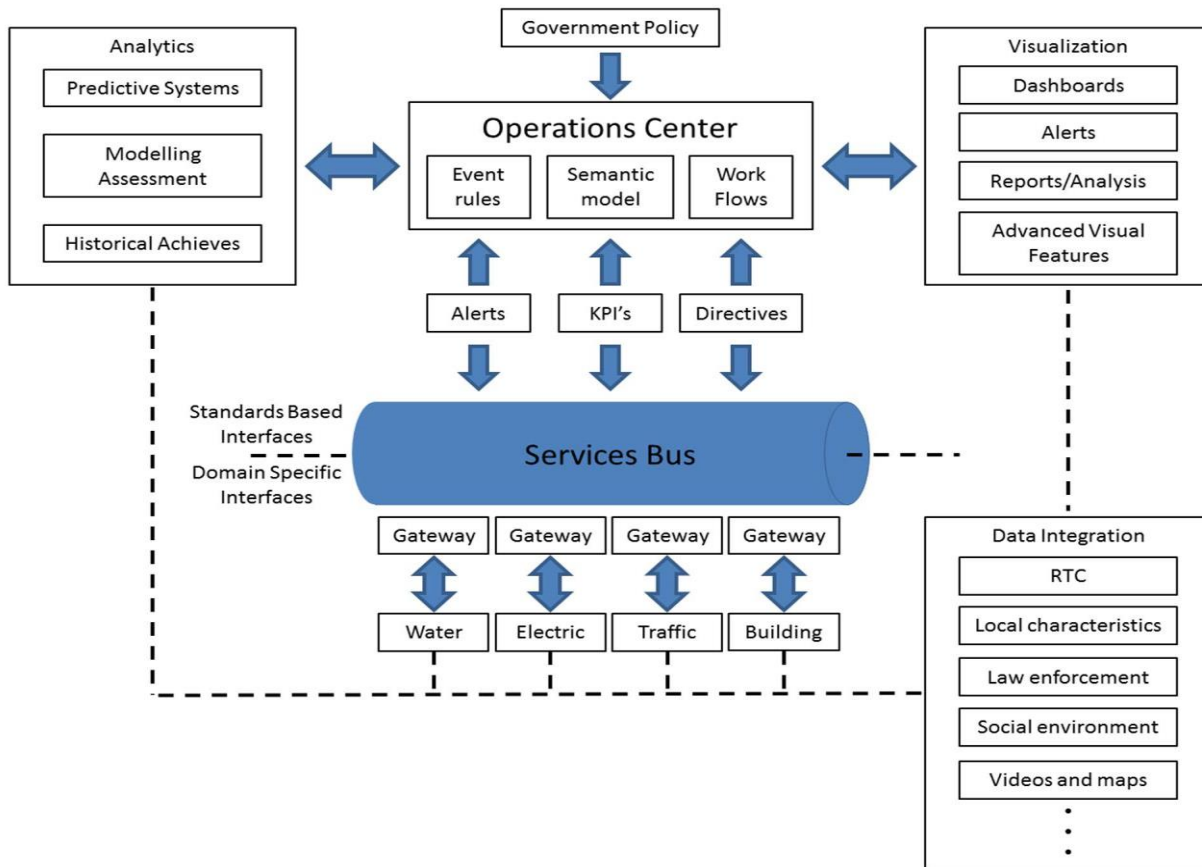 Government Policy
Analytics
Predictive Systems
Modelling
Assessment
Historical Achieves
Operations Center
Event
rules
Semantic
model
Work
Flows
Visualization
Dashboards
Alerts
Reports/Analysis
Advanced Visual
Features
Alerts
KPI's
Directives
Standards Based
Interfaces
Domain Specific
Interfaces
Services Bus
Gateway
Gateway
Gateway
Gateway
Water
Electric
Traffic
Building
Data Integration
RTC
Local characteristics
Law enforcement
Social environment
Videos and maps